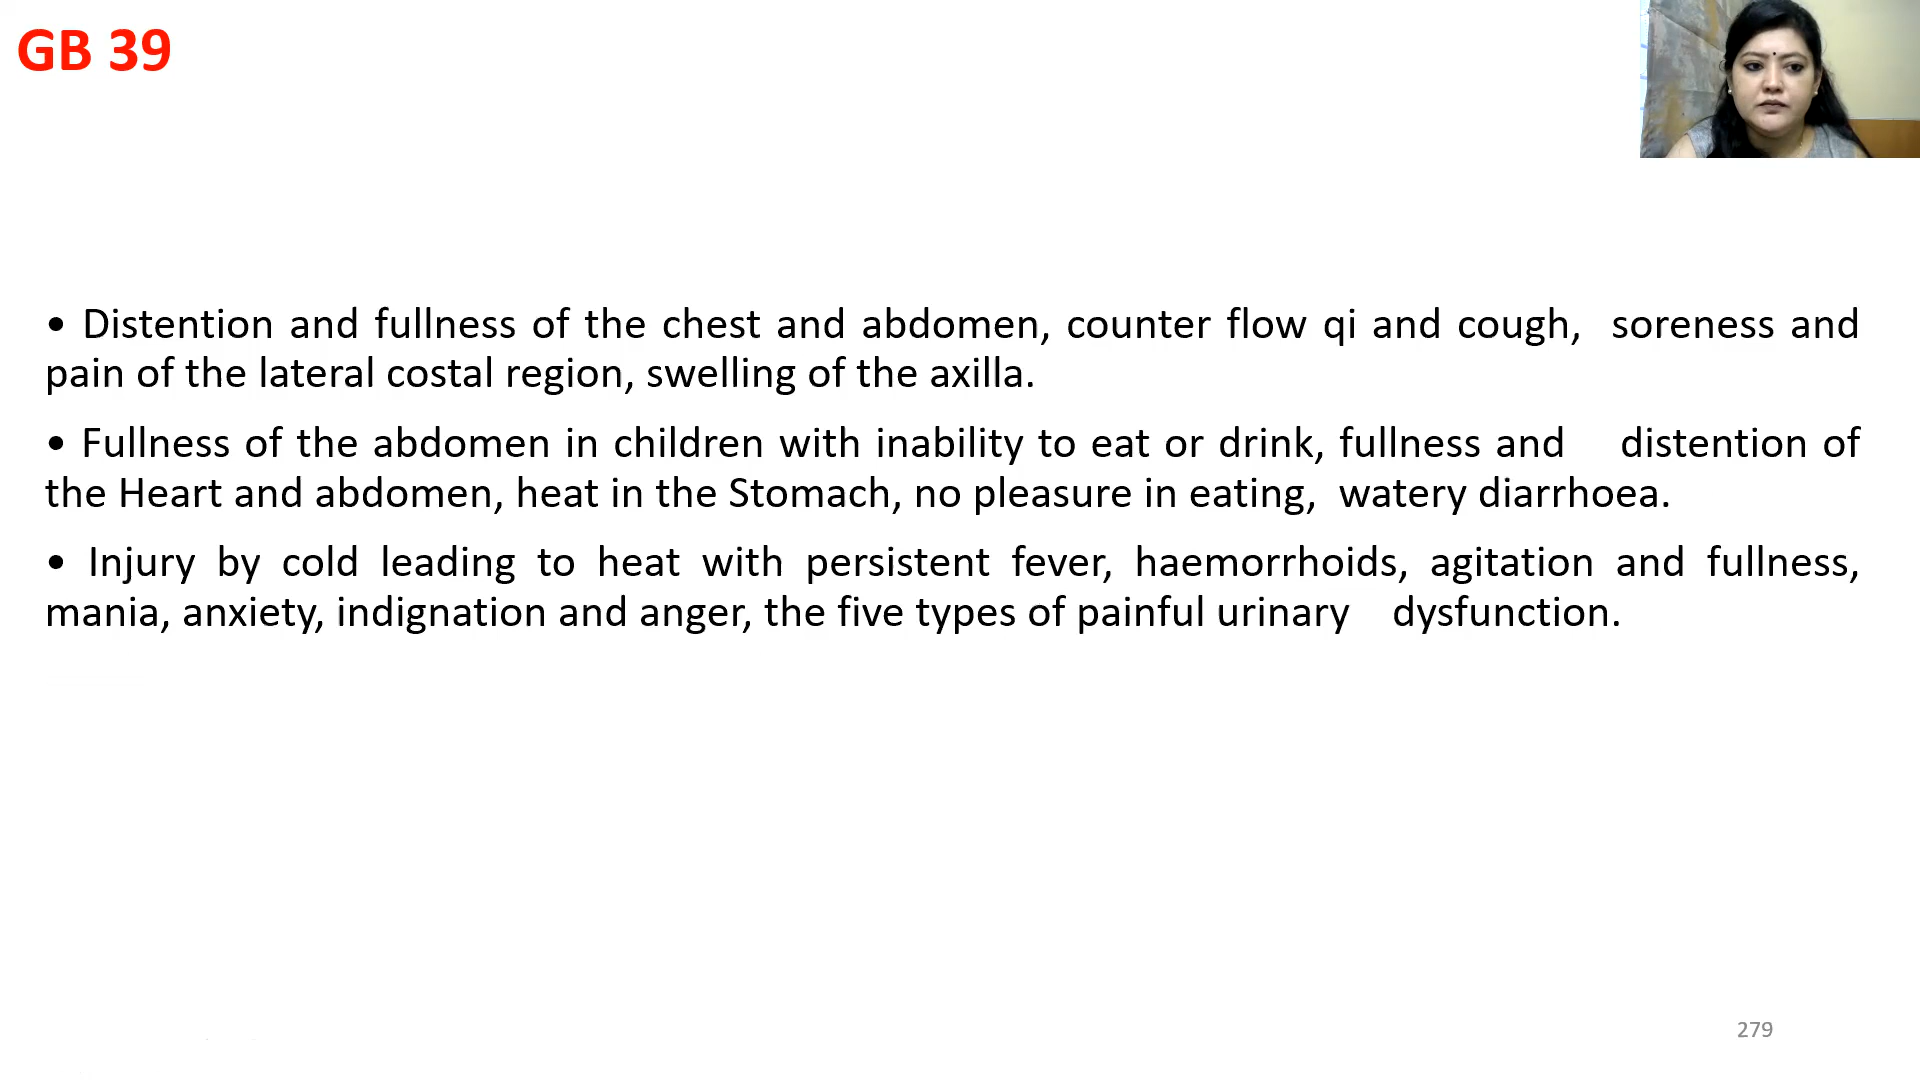 GB 39
• Distention and fullness of the chest and abdomen, counter flow qi and cough, soreness and
pain of the lateral costal region, swelling of the axilla.
• Fullness of the abdomen in children with inability to eat or drink, fullness and distention of
the Heart and abdomen, heat in the Stomach, no pleasure in eating, watery diarrhoea.
• Injury by cold leading to heat with persistent fever, haemorrhoids, agitation and fullness,
mania, anxiety, indignation and anger, the five types of painful urinary dysfunction.
279